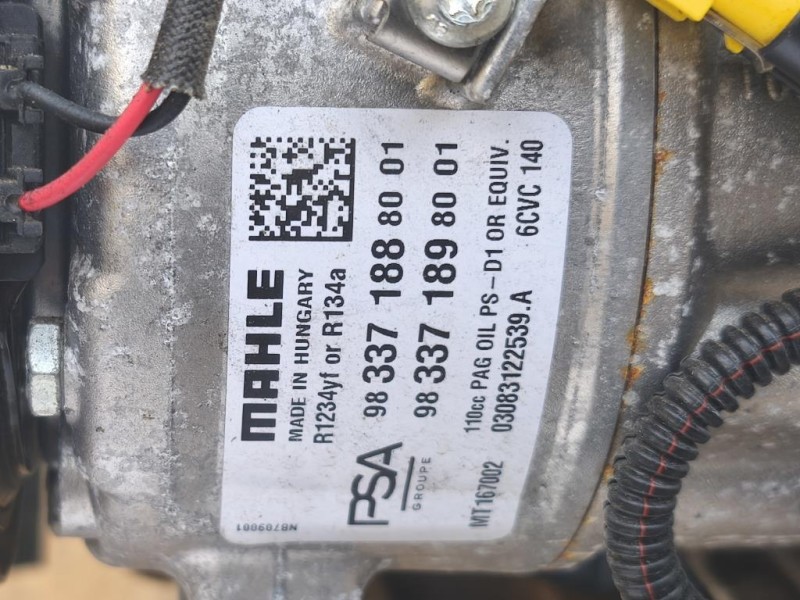 MAHLE
MADE IN HUNGARY
R1234yf or R134a
98 337 188 80 01
98 337 189 80 01
PSA
GROUPE
110cc PAG OIL PS-D1 OR EQUIV.
03083122539.A 6CVC 140
MT167002
N8709001